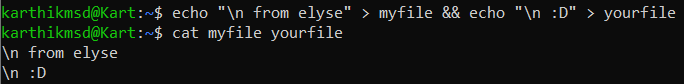 karthikmsd@Kart:~$ echo "\n from elyse" > myfile && echo "\n :D" > yourfile
karthikmsd@Kart:~$ cat myfile yourfile
\n from elyse
\n :D